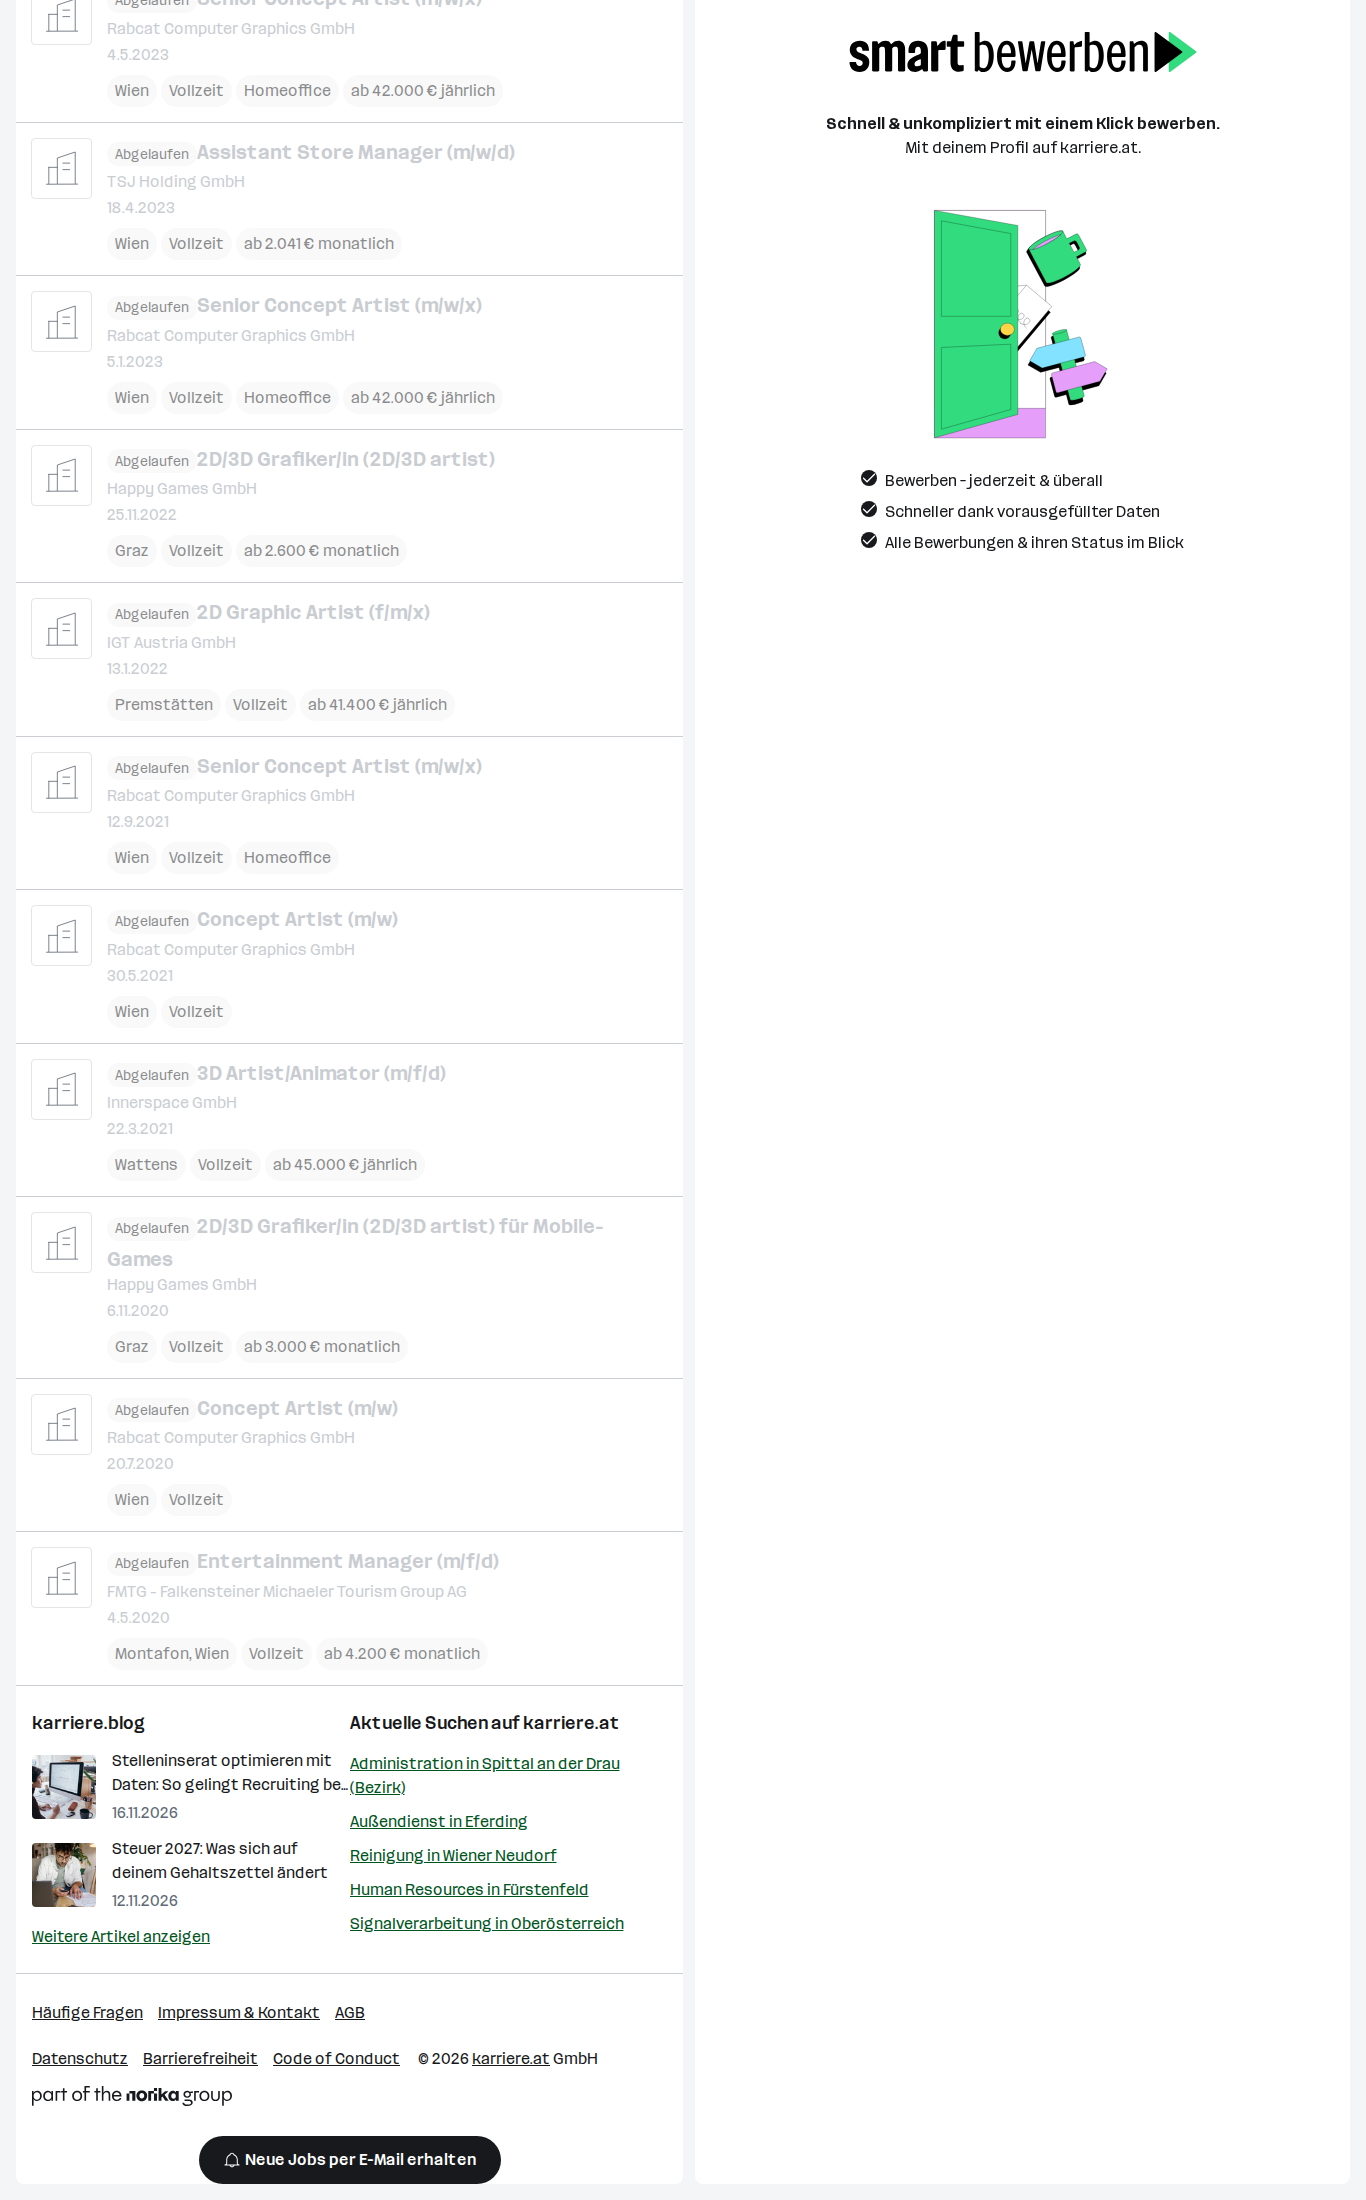 Abgelaufen Senior Concept Artist (m/w/x)
Rabcat Computer Graphics GmbH
4.5.2023
Wien Vollzeit Homeoffice ab 42.000 € jährlich
Abgelaufen Assistant Store Manager (m/w/d)
TSJ Holding GmbH
18.4.2023
Wien Vollzeit ab 2.041 € monatlich
Abgelaufen Senior Concept Artist (m/w/x)
Rabcat Computer Graphics GmbH
5.1.2023
Wien Vollzeit Homeoffice ab 42.000 € jährlich
Abgelaufen 2D/3D Grafiker/in (2D/3D artist)
Happy Games GmbH
25.11.2022
Graz Vollzeit ab 2.600 € monatlich
Abgelaufen 2D Graphic Artist (f/m/x)
IGT Austria GmbH
13.1.2022
Premstätten Vollzeit ab 41.400 € jährlich
Abgelaufen Senior Concept Artist (m/w/x)
Rabcat Computer Graphics GmbH
12.9.2021
Wien Vollzeit Homeoffice
Abgelaufen Concept Artist (m/w)
Rabcat Computer Graphics GmbH
30.5.2021
Wien Vollzeit
Abgelaufen 3D Artist/Animator (m/f/d)
Innerspace GmbH
22.3.2021
Wattens Vollzeit ab 45.000 € jährlich
Abgelaufen 2D/3D Grafiker/in (2D/3D artist) für Mobile-
Games
Happy Games GmbH
6.11.2020
Graz Vollzeit ab 3.000 € monatlich
Abgelaufen Concept Artist (m/w)
Rabcat Computer Graphics GmbH
20.7.2020
Wien Vollzeit
Abgelaufen Entertainment Manager (m/f/d)
FMTG - Falkensteiner Michaeler Tourism Group AG
4.5.2020
Montafon, Wien Vollzeit ab 4.200 € monatlich
karriere.blog
Stelleninserat optimieren mit
Daten: So gelingt Recruiting be...
16.11.2026
Steuer 2027: Was sich auf
deinem Gehaltszettel ändert
12.11.2026
Weitere Artikel anzeigen
Aktuelle Suchen auf karriere.at
Administration in Spittal an der Drau
(Bezirk)
Außendienst in Eferding
Reinigung in Wiener Neudorf
Human Resources in Fürstenfeld
Signalverarbeitung in Oberösterreich
Häufige Fragen Impressum & Kontakt AGB
Datenschutz Barrierefreiheit Code of Conduct © 2026 karriere.at GmbH
part of the norika group
Neue Jobs per E-Mail erhalten
smart bewerben
Schnell & unkompliziert mit einem Klick bewerben.
Mit deinem Profil auf karriere.at.
Bewerben - jederzeit & überall
Schneller dank vorausgefüllter Daten
Alle Bewerbungen & ihren Status im Blick